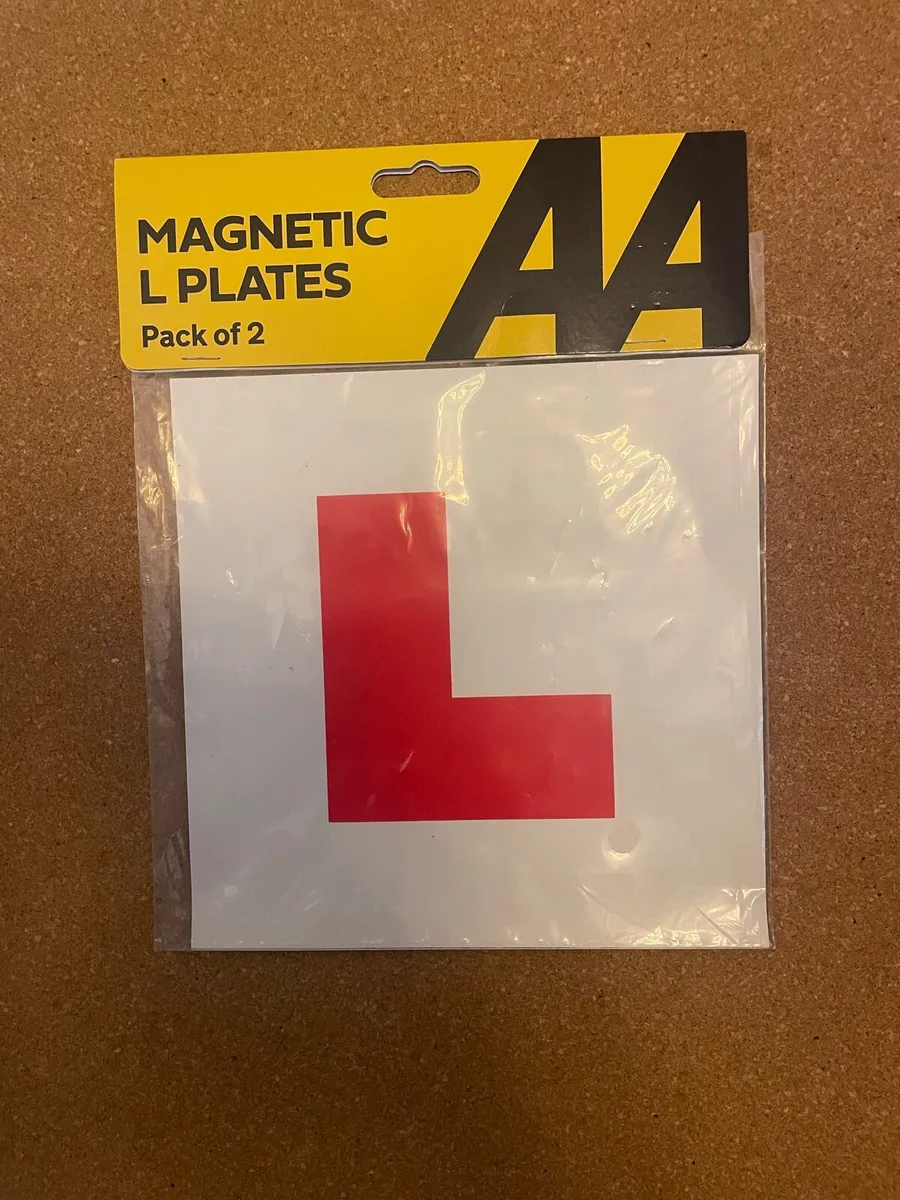 MAGNETIC
L PLATES
Pack of 2
AA
L